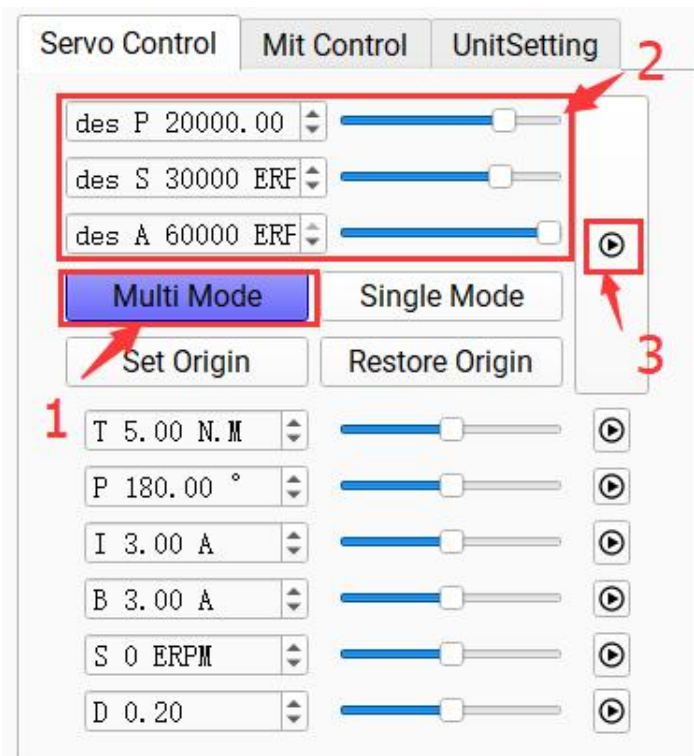 Servo Control Mit Control UnitSetting
2
des P 20000.00
des S 30000 ERF
des A 60000 ERF
Multi Mode Single Mode
3
Set Origin Restore Origin
1
T 5.00 N.M
P 180.00 °
I 3.00 A
B 3.00 A
S 0 ERPM
D 0.20